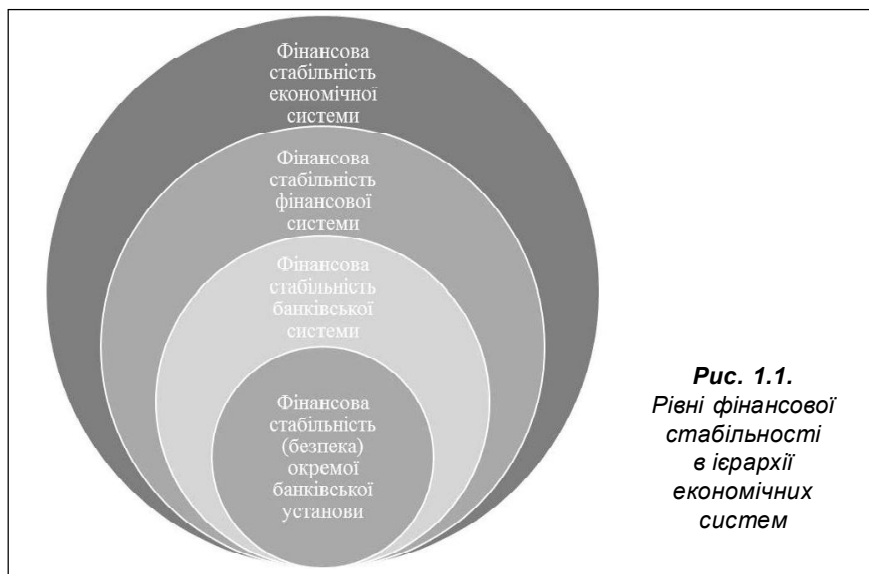 Фінансова
стабільність
економічної
системи
Фінансова
стабільність
фінансової
системи
Фінансова
стабільність
банківської
системи
Фінансова
стабільність
(безпека)
окремої
банківської
установи
Рис. 1.1.
Рівні фінансової
стабільності
в ієрархії
економічних
систем